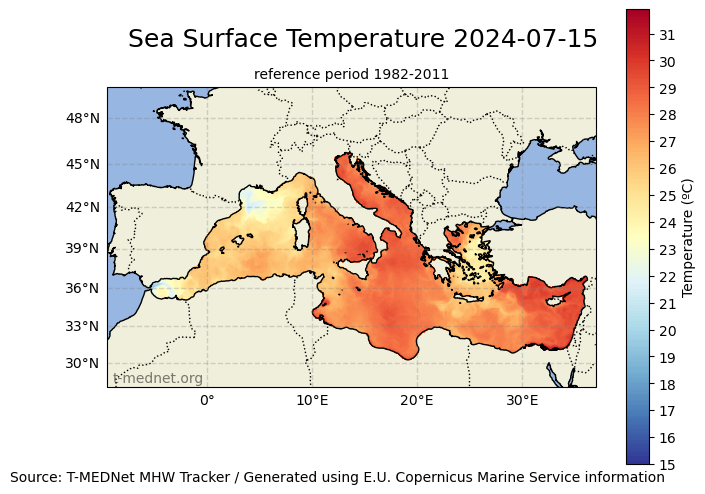 Sea Surface Temperature 2024-07-15
reference period 1982-2011
48°N
45°N
42°N
39°N
36°N
33°N
30°N
0°
10°E
20°E
30°E
t-mednet.org
31
30
29
28
27
26
25
24
23
22
21
20
19
18
17
16
15
Temperature (ºC)
Source: T-MEDNet MHW Tracker / Generated using E.U. Copernicus Marine Service information